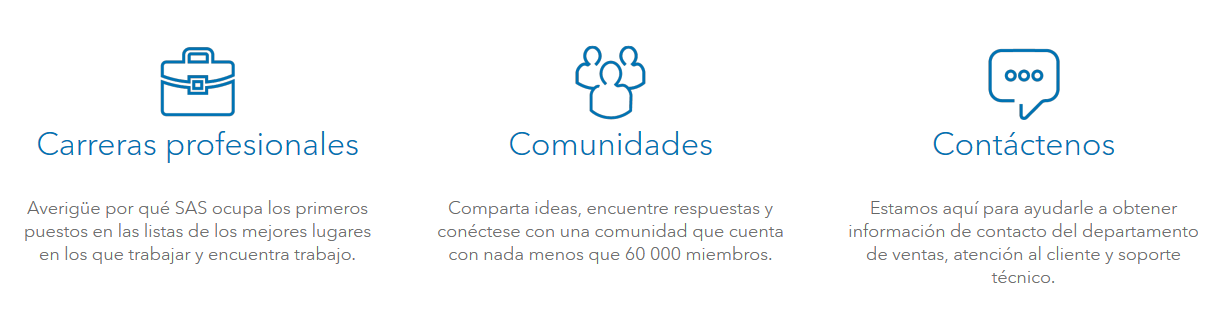 Carreras profesionales
Averigüe por qué SAS ocupa los primeros
puestos en las listas de los mejores lugares
en los que trabajar y encuentra trabajo.
Comunidades
Comparta ideas, encuentre respuestas y
conéctese con una comunidad que cuenta
con nada menos que 60 000 miembros.
Contáctenos
Estamos aquí para ayudarle a obtener
información de contacto del departamento
de ventas, atención al cliente y soporte
técnico.